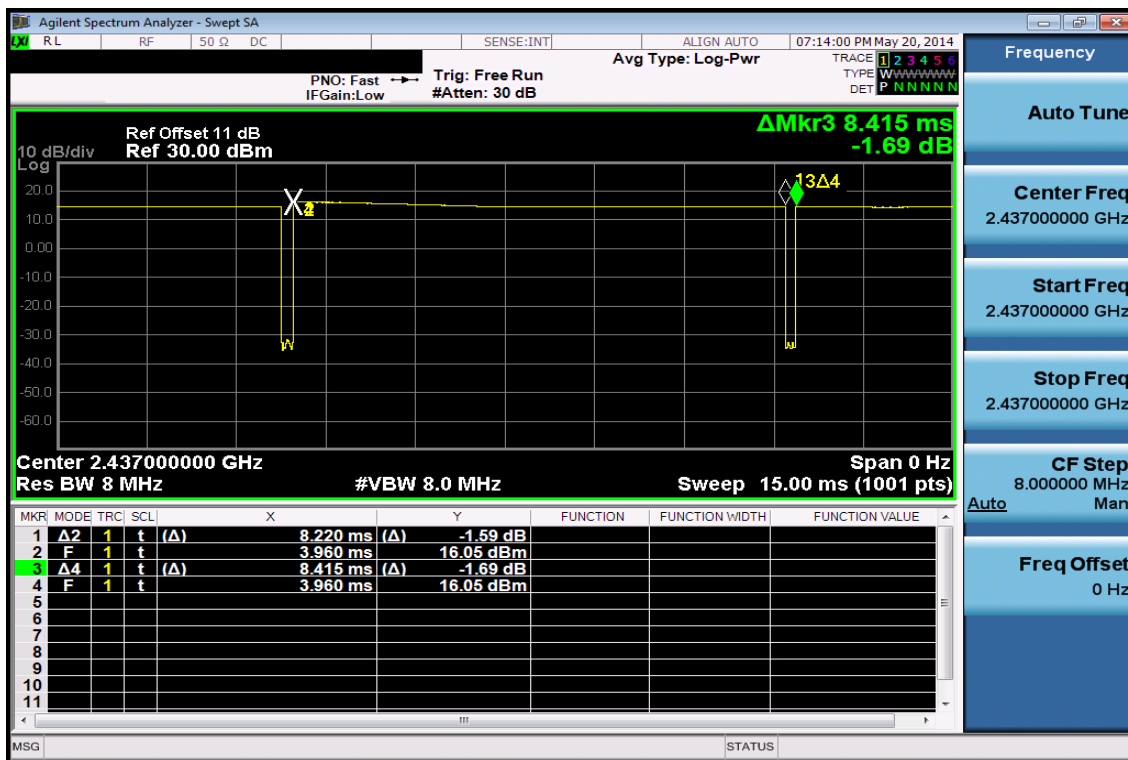 Agilent Spectrum Analyzer - Swept SA
LXI RL RF 50 Ω DC SENSE:INT ALIGN AUTO 07:14:00 PM May 20, 2014
Avg Type: Log-Pwr
TRACE 1 2 3 4 5 6
TYPE WWWWWWW
DET P N N N N N
PNO: Fast
IFGain:Low
Trig: Free Run
#Atten: 30 dB
ΔMkr3 8.415 ms
-1.69 dB
Ref Offset 11 dB
10 dB/div Ref 30.00 dBm
Log
20.0
10.0
0.00
-10.0
-20.0
-30.0
-40.0
-50.0
-60.0
X
2
13Δ4
Center 2.437000000 GHz Span 0 Hz
Res BW 8 MHz #VBW 8.0 MHz Sweep 15.00 ms (1001 pts)
MKR MODE TRC SCL X Y FUNCTION FUNCTION WIDTH FUNCTION VALUE
1 Δ2 1 t (Δ) 8.220 ms (Δ) -1.59 dB
2 F 1 t 3.960 ms 16.05 dBm
3 Δ4 1 t (Δ) 8.415 ms (Δ) -1.69 dB
4 F 1 t 3.960 ms 16.05 dBm
5
6
7
8
9
10
11
MSG STATUS
Frequency
Auto Tune
Center Freq
2.437000000 GHz
Start Freq
2.437000000 GHz
Stop Freq
2.437000000 GHz
CF Step
8.000000 MHz
Auto Man
Freq Offset
0 Hz